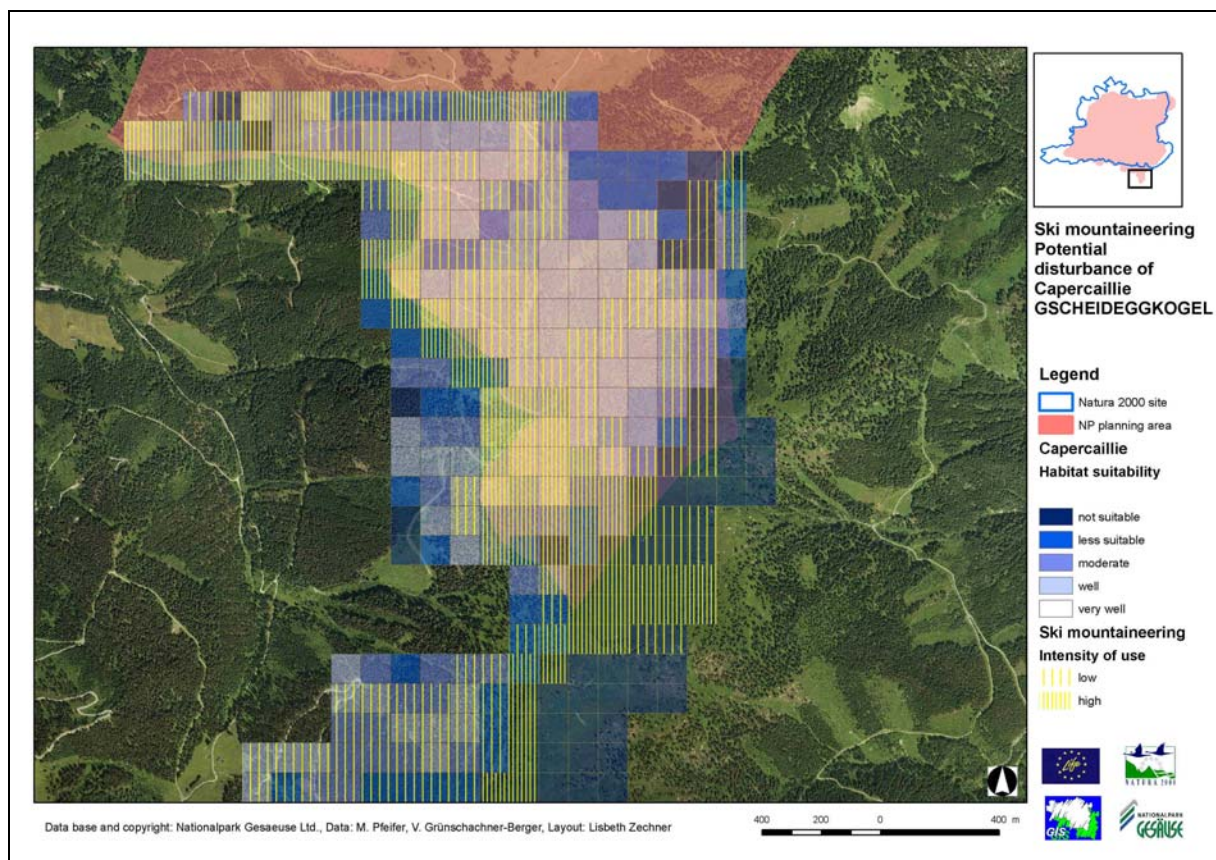 Ski mountaineering
Potential
disturbance of
Capercaillie
GSCHEIDEGGKOGEL
Legend
Natura 2000 site
NP planning area
Capercaillie
Habitat suitability
not suitable
less suitable
moderate
well
very well
Ski mountaineering
Intensity of use
low
high
Life
NATURA 2000
GIS
NATIONALPARK
GESÄUSE
Data base and copyright: Nationalpark Gesaeuse Ltd., Data: M. Pfeifer, V. Grünschachner-Berger, Layout: Lisbeth Zechner
400 200 0 400 m